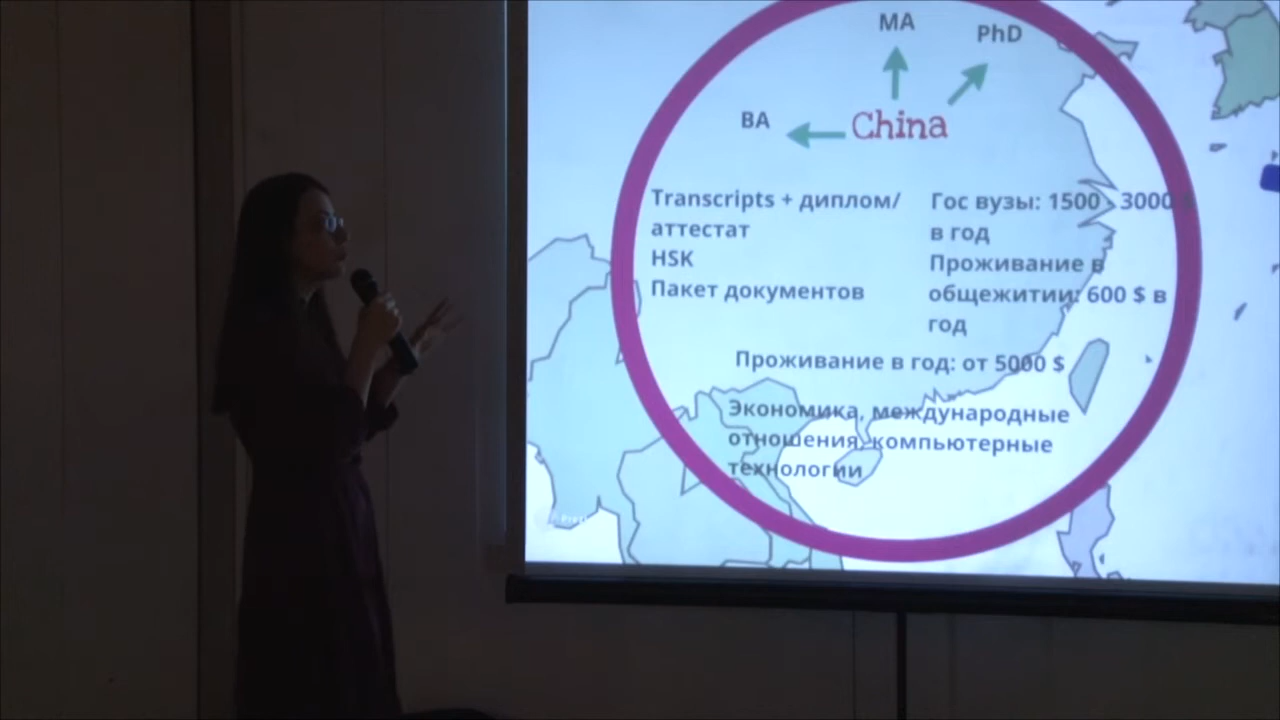 MA
PhD
BA
China
Transcripts + диплом/
аттестат
HSK
Пакет документов
Гос вузы: 1500 - 3000 $
в год
Проживание в
общежитии: 600 $ в
год
Проживание в год: от 5000 $
Экономика, международные
отношения, компьютерные
технологии